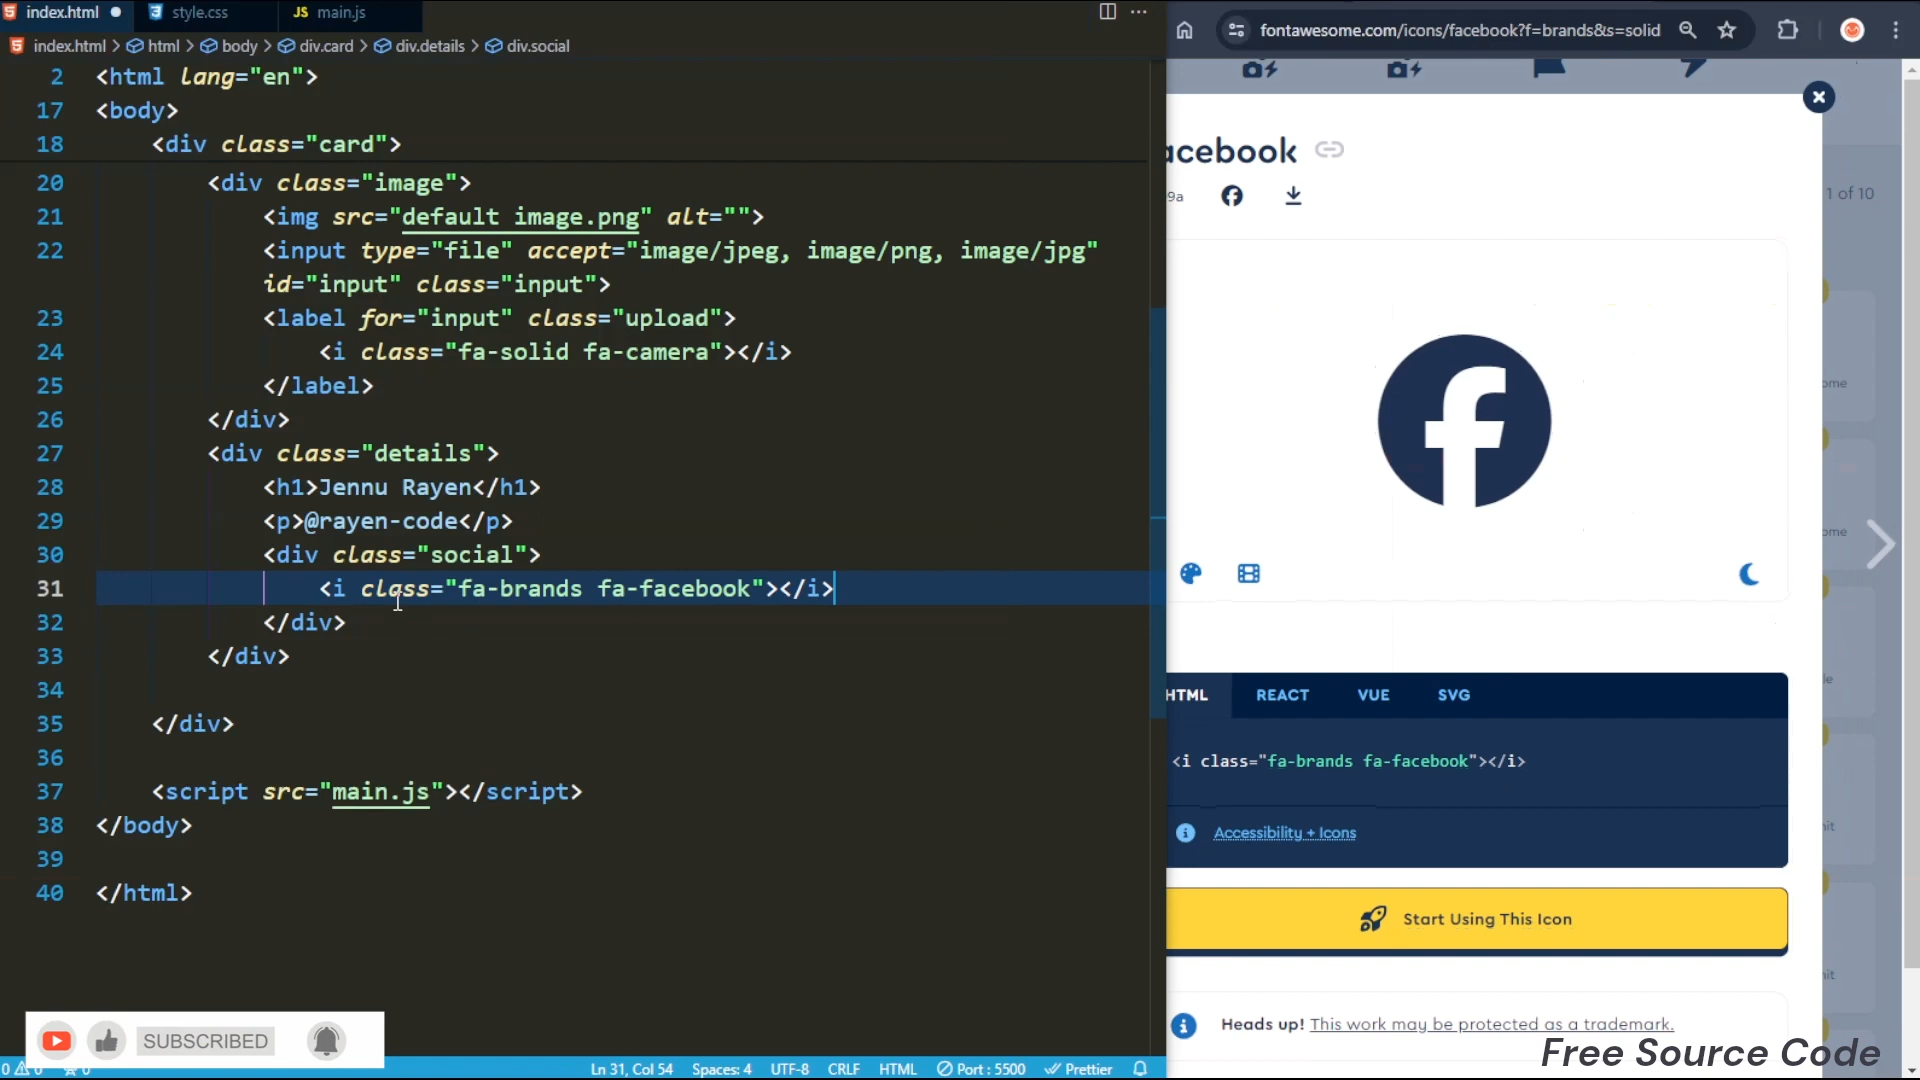 index.html
style.css
JS main.js
index.html > html > body > div.card > div.details > div.social
fontawesome.com/icons/facebook?f=brands&s=solid
2 <html lang="en">
17 <body>
18 <div class="card">
20 <div class="image">
21 <img src="default image.png" alt="">
22 <input type="file" accept="image/jpeg, image/png, image/jpg"
id="input" class="input">
23 <label for="input" class="upload">
24 <i class="fa-solid fa-camera"></i>
25 </label>
26 </div>
27 <div class="details">
28 <h1>Jennu Rayen</h1>
29 <p>@rayen-code</p>
30 <div class="social">
31 <i class="fa-brands fa-facebook"></i>
32 </div>
33 </div>
34
35 </div>
36
37 <script src="main.js"></script>
38 </body>
39
40 </html>
SUBSCRIBED
Ln 31, Col 54 Spaces: 4 UTF-8 CRLF HTML Port : 5500 Prettier
acebook
9a
1 of 10
HTML REACT VUE SVG
<i class="fa-brands fa-facebook"></i>
Accessibility + Icons
Start Using This Icon
Heads up! This work may be protected as a trademark.
Free Source Code